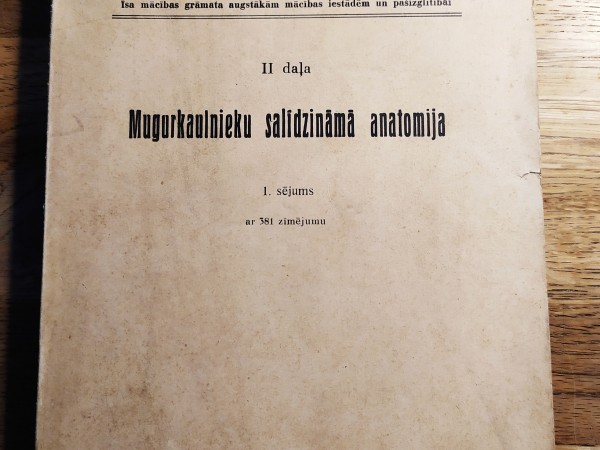 Īsa mācības grāmata augstākām mācības iestādēm un pašizglītībai
II daļa
Mugurkaulnieku salīdzināmā anatomija
I. sējums
ar 381 zīmējumu